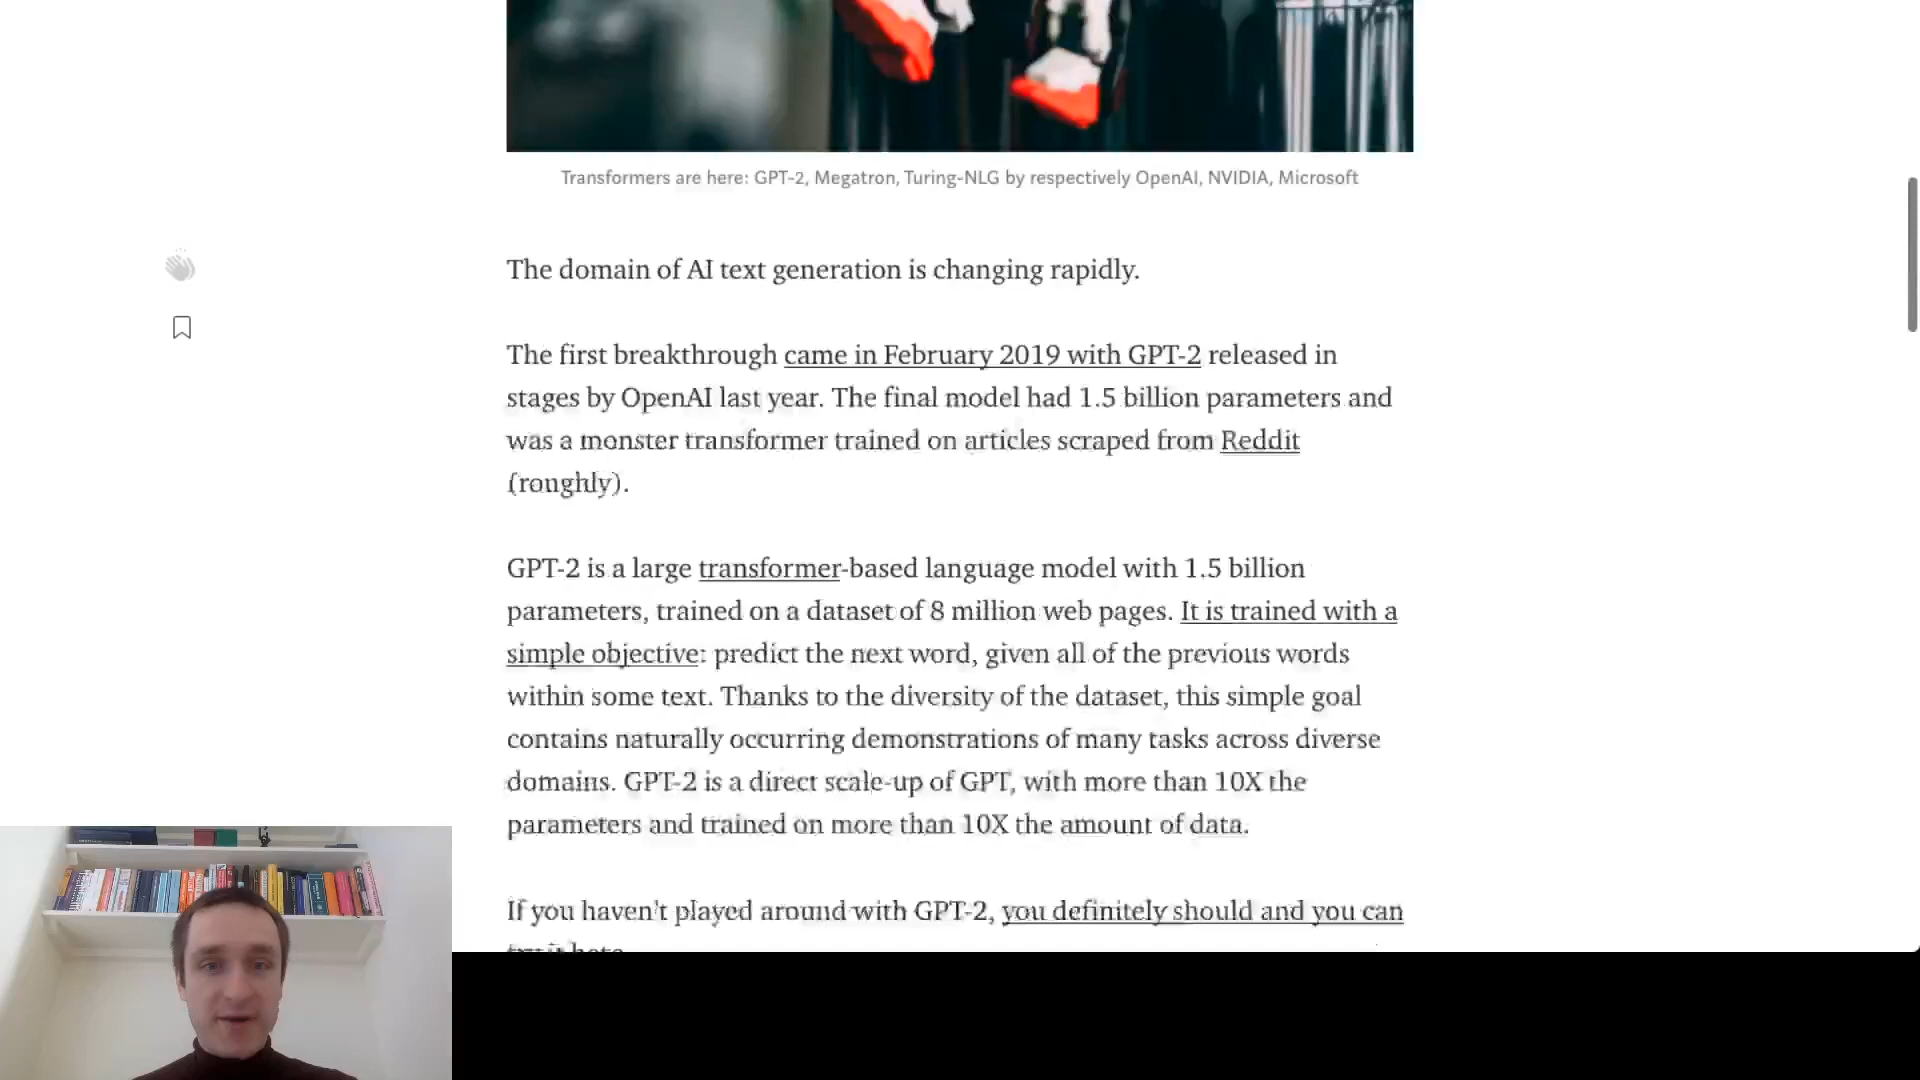 Transformers are here: GPT-2, Megatron, Turing-NLG by respectively OpenAI, NVIDIA, Microsoft
The domain of AI text generation is changing rapidly.
The first breakthrough came in February 2019 with GPT-2 released in
stages by OpenAI last year. The final model had 1.5 billion parameters and
was a monster transformer trained on articles scraped from Reddit
(roughly).
GPT-2 is a large transformer-based language model with 1.5 billion
parameters, trained on a dataset of 8 million web pages. It is trained with a
simple objective: predict the next word, given all of the previous words
within some text. Thanks to the diversity of the dataset, this simple goal
contains naturally occurring demonstrations of many tasks across diverse
domains. GPT-2 is a direct scale-up of GPT, with more than 10X the
parameters and trained on more than 10X the amount of data.
If you haven't played around with GPT-2, you definitely should and you can